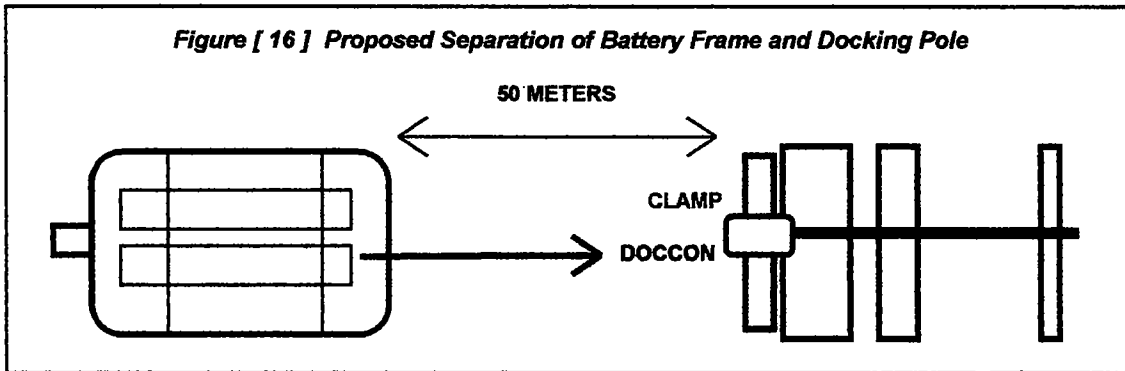 Figure [ 16 ] Proposed Separation of Battery Frame and Docking Pole
50 METERS
CLAMP
DOCCON